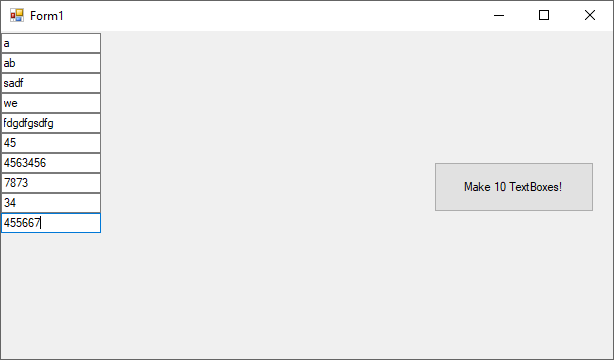 Form1
a
ab
sadf
we
fdgdfgsdfg
45
4563456
Make 10 TextBoxes!
7873
34
455667